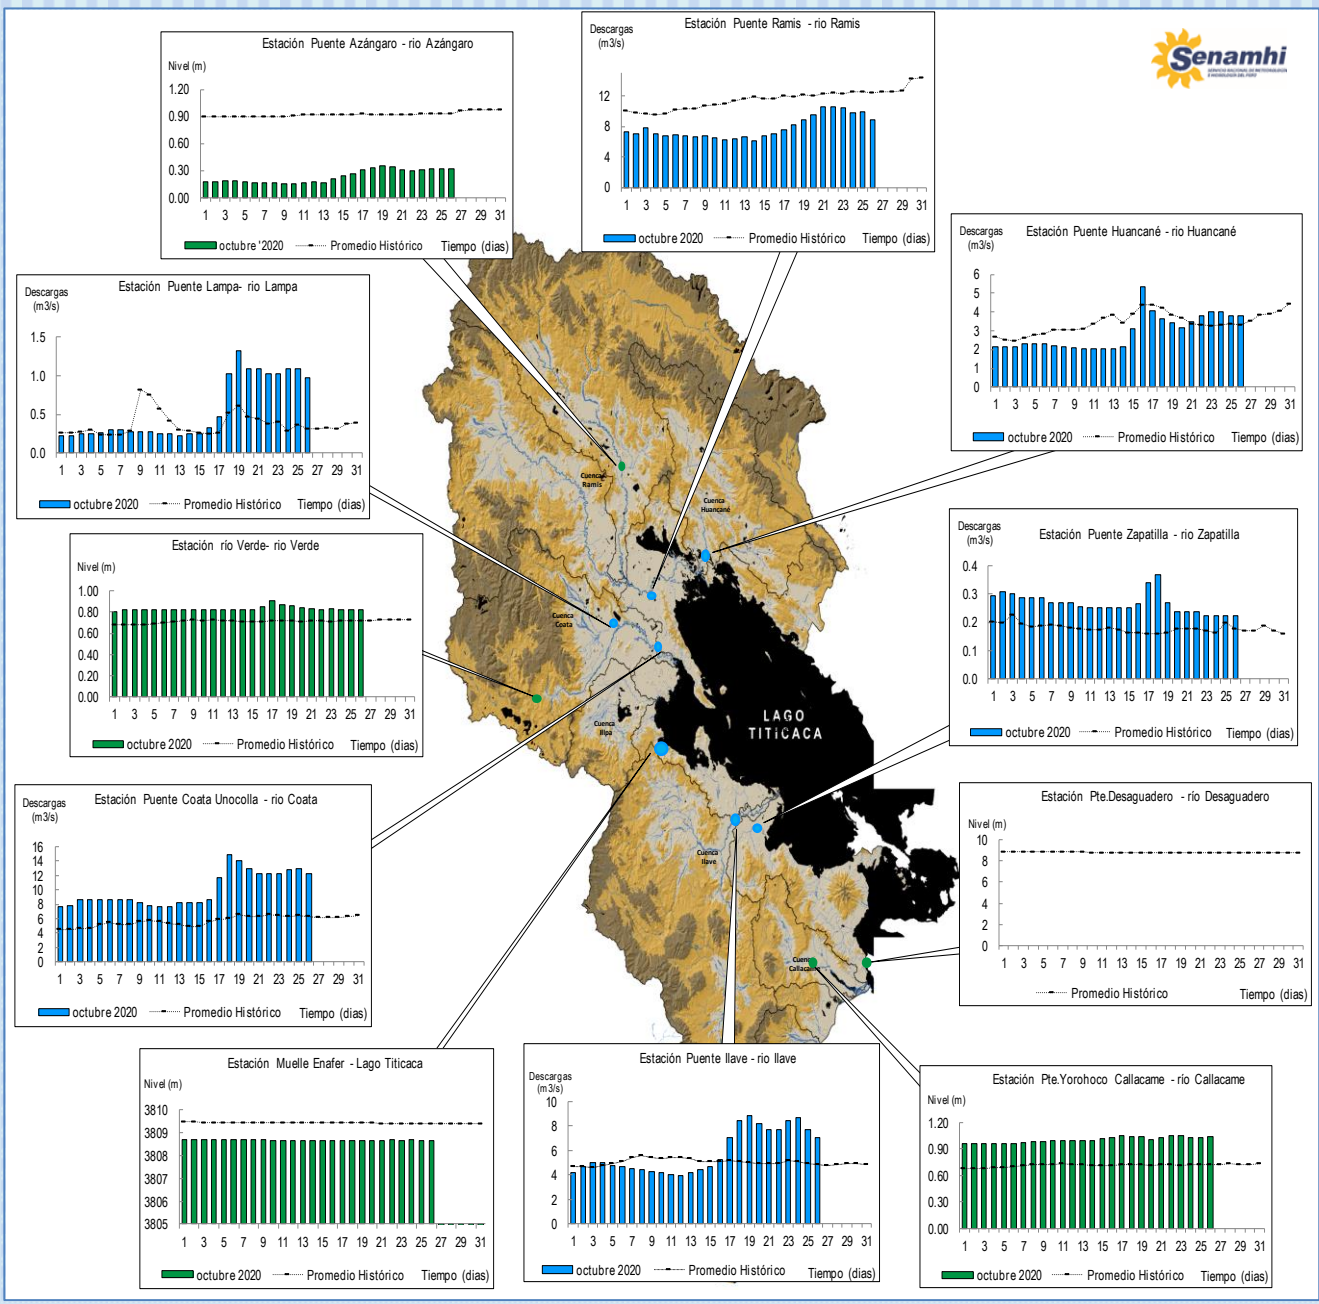 Senamhi
SERVICIO NACIONAL DE METEOROLOGÍA
E HIDROLOGÍA DEL PERÚ
Estación Puente Azángaro - rio Azángaro
Nivel (m)
1.20
0.90
0.60
0.30
0.00
1 3 5 7 9 11 13 15 17 19 21 23 25 27 29 31
octubre '2020 Promedio Histórico Tiempo (dias)
Estación Puente Ramis - rio Ramis
Descargas
(m3/s)
12
8
4
0
1 3 5 7 9 11 13 15 17 19 21 23 25 27 29 31
octubre 2020 Promedio Histórico Tiempo (dias)
Estación Puente Huancané - rio Huancané
Descargas
(m3/s)
6
5
4
3
2
1
0
1 3 5 7 9 11 13 15 17 19 21 23 25 27 29 31
octubre 2020 Promedio Histórico Tiempo (dias)
Estación Puente Lampa- rio Lampa
Descargas
(m3/s)
1.5
1.0
0.5
0.0
1 3 5 7 9 11 13 15 17 19 21 23 25 27 29 31
octubre 2020 Promedio Histórico Tiempo (dias)
Estación río Verde- rio Verde
Nivel (m)
1.00
0.80
0.60
0.40
0.20
0.00
1 3 5 7 9 11 13 15 17 19 21 23 25 27 29 31
octubre 2020 Promedio Histórico Tiempo (dias)
Estación Puente Zapatilla - rio Zapatilla
Descargas
(m3/s)
0.4
0.3
0.2
0.1
0.0
1 3 5 7 9 11 13 15 17 19 21 23 25 27 29 31
octubre 2020 Promedio Histórico Tiempo (dias)
Cuenca
Ramis
Cuenca
Huancané
Cuenca
Coata
Cuenca
Illpa
LAGO
TITICACA
Cuenca
Ilave
Cuenca
Callacame
Estación Puente Coata Unocolla - rio Coata
Descargas
(m3/s)
16
14
12
10
8
6
4
2
0
1 3 5 7 9 11 13 15 17 19 21 23 25 27 29 31
octubre 2020 Promedio Histórico Tiempo (dias)
Estación Pte.Desaguadero - río Desaguadero
Nivel (m)
10
8
6
4
2
0
1 3 5 7 9 11 13 15 17 19 21 23 25 27 29 31
Promedio Histórico Tiempo (dias)
Estación Muelle Enafer - Lago Titicaca
Nivel (m)
3810
3809
3808
3807
3806
3805
1 3 5 7 9 11 13 15 17 19 21 23 25 27 29 31
octubre 2020 Promedio Histórico Tiempo (dias)
Estación Puente Ilave - rio Ilave
Descargas
(m3/s)
10
8
6
4
2
0
1 3 5 7 9 11 13 15 17 19 21 23 25 27 29 31
octubre 2020 Promedio Histórico Tiempo (dias)
Estación Pte.Yorohoco Callacame - río Callacame
Nivel (m)
1.20
0.90
0.60
0.30
0.00
1 3 5 7 9 11 13 15 17 19 21 23 25 27 29 31
octubre 2020 Promedio Histórico Tiempo (dias)